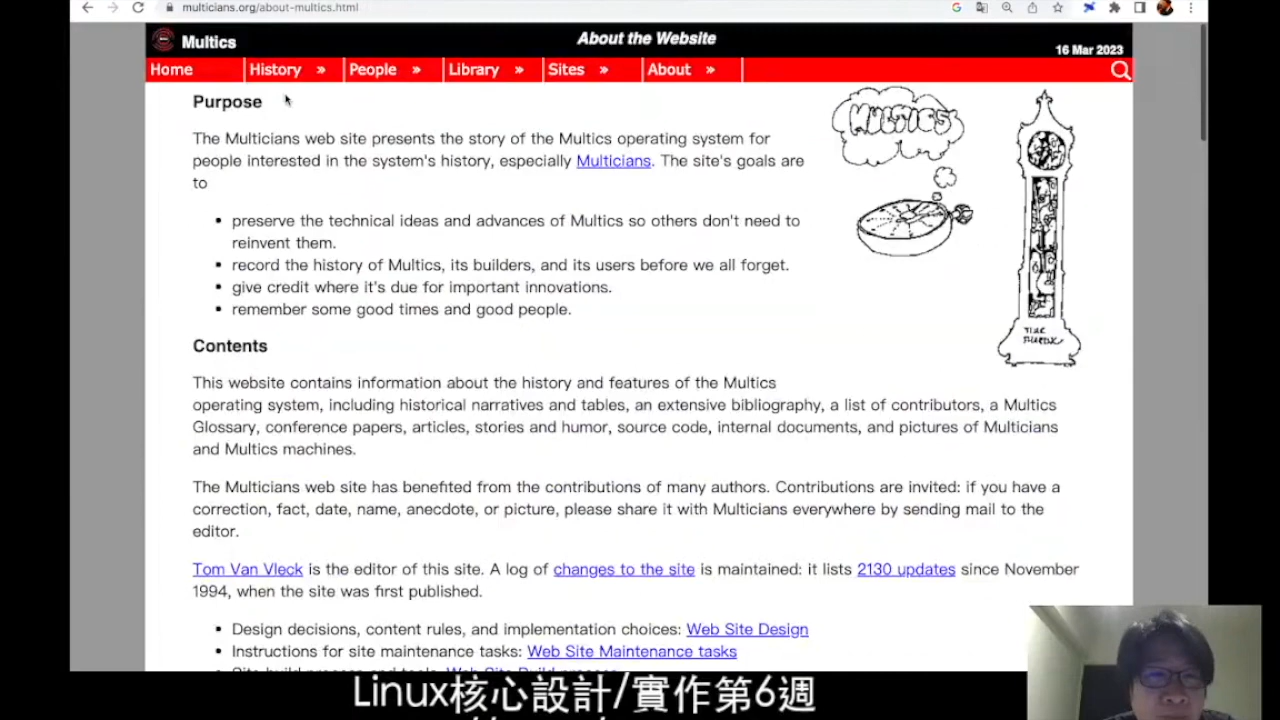 multicians.org/about-multics.html
Multics
About the Website
16 Mar 2023
Home
History »
People »
Library »
Sites »
About »
Purpose
The Multicians web site presents the story of the Multics operating system for
people interested in the system's history, especially Multicians. The site's goals are
to
• preserve the technical ideas and advances of Multics so others don't need to
reinvent them.
• record the history of Multics, its builders, and its users before we all forget.
• give credit where it's due for important innovations.
• remember some good times and good people.
MULTICS
TIME
Contents
This website contains information about the history and features of the Multics
operating system, including historical narratives and tables, an extensive bibliography, a list of contributors, a Multics
Glossary, conference papers, articles, stories and humor, source code, internal documents, and pictures of Multicians
and Multics machines.
The Multicians web site has benefited from the contributions of many authors. Contributions are invited: if you have a
correction, fact, date, name, anecdote, or picture, please share it with Multicians everywhere by sending mail to the
editor.
Tom Van Vleck is the editor of this site. A log of changes to the site is maintained: it lists 2130 updates since November
1994, when the site was first published.
• Design decisions, content rules, and implementation choices: Web Site Design
• Instructions for site maintenance tasks: Web Site Maintenance tasks
Linux核心設計/實作第6週